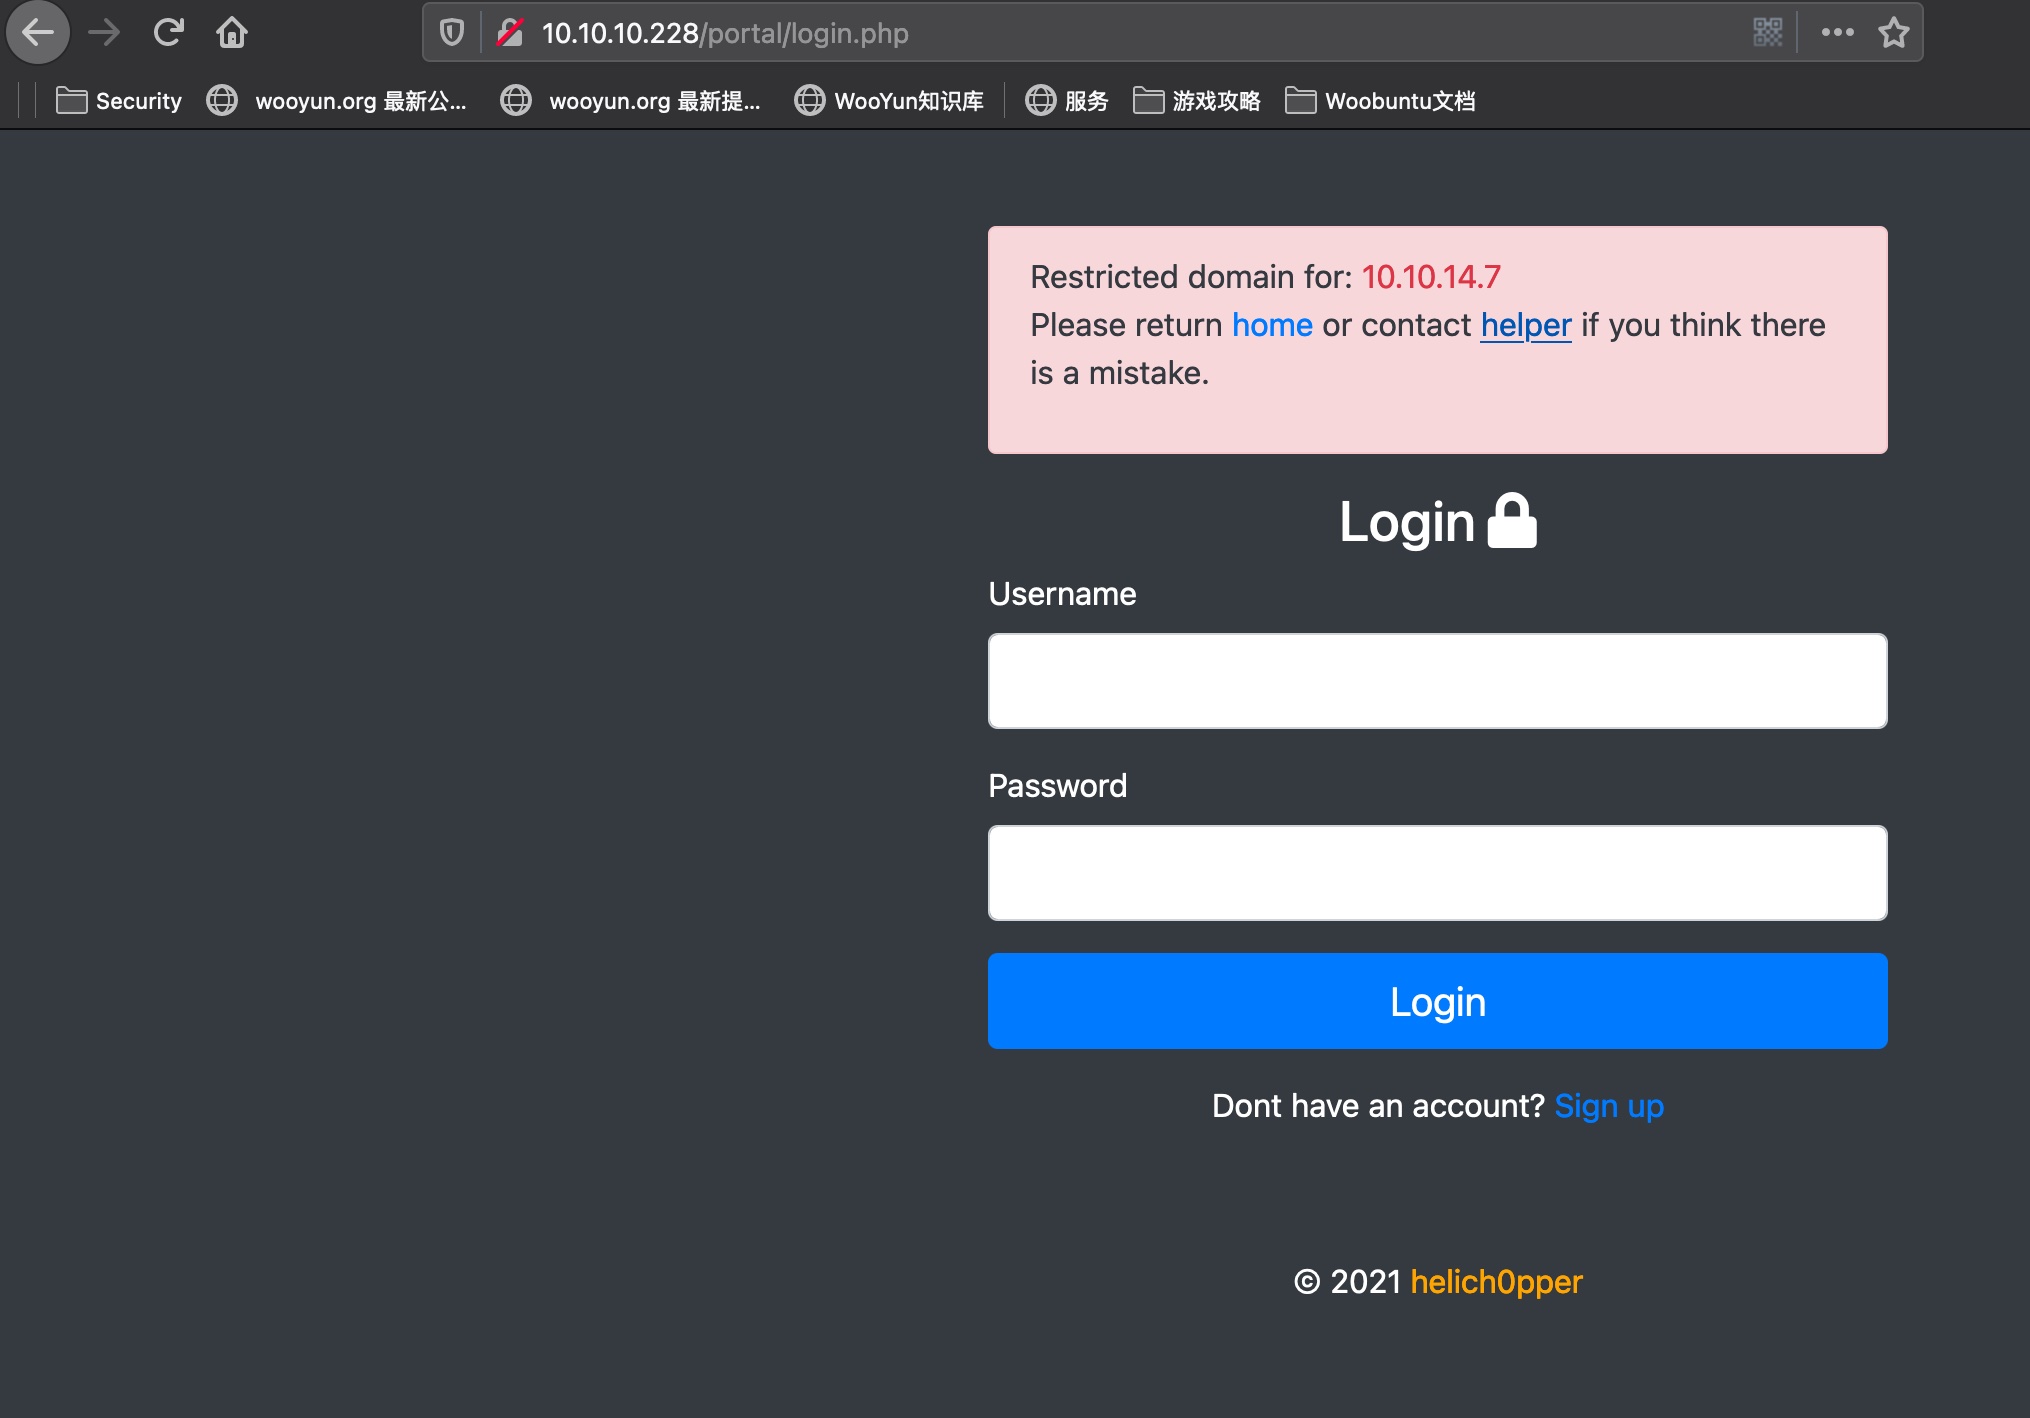 10.10.10.228/portal/login.php
Security wooyun.org 最新公... wooyun.org 最新提... WooYun知识库 服务 游戏攻略 Woobuntu文档
Restricted domain for: 10.10.14.7
Please return home or contact helper if you think there
is a mistake.
Login
Username
Password
Login
Dont have an account? Sign up
© 2021 helich0pper